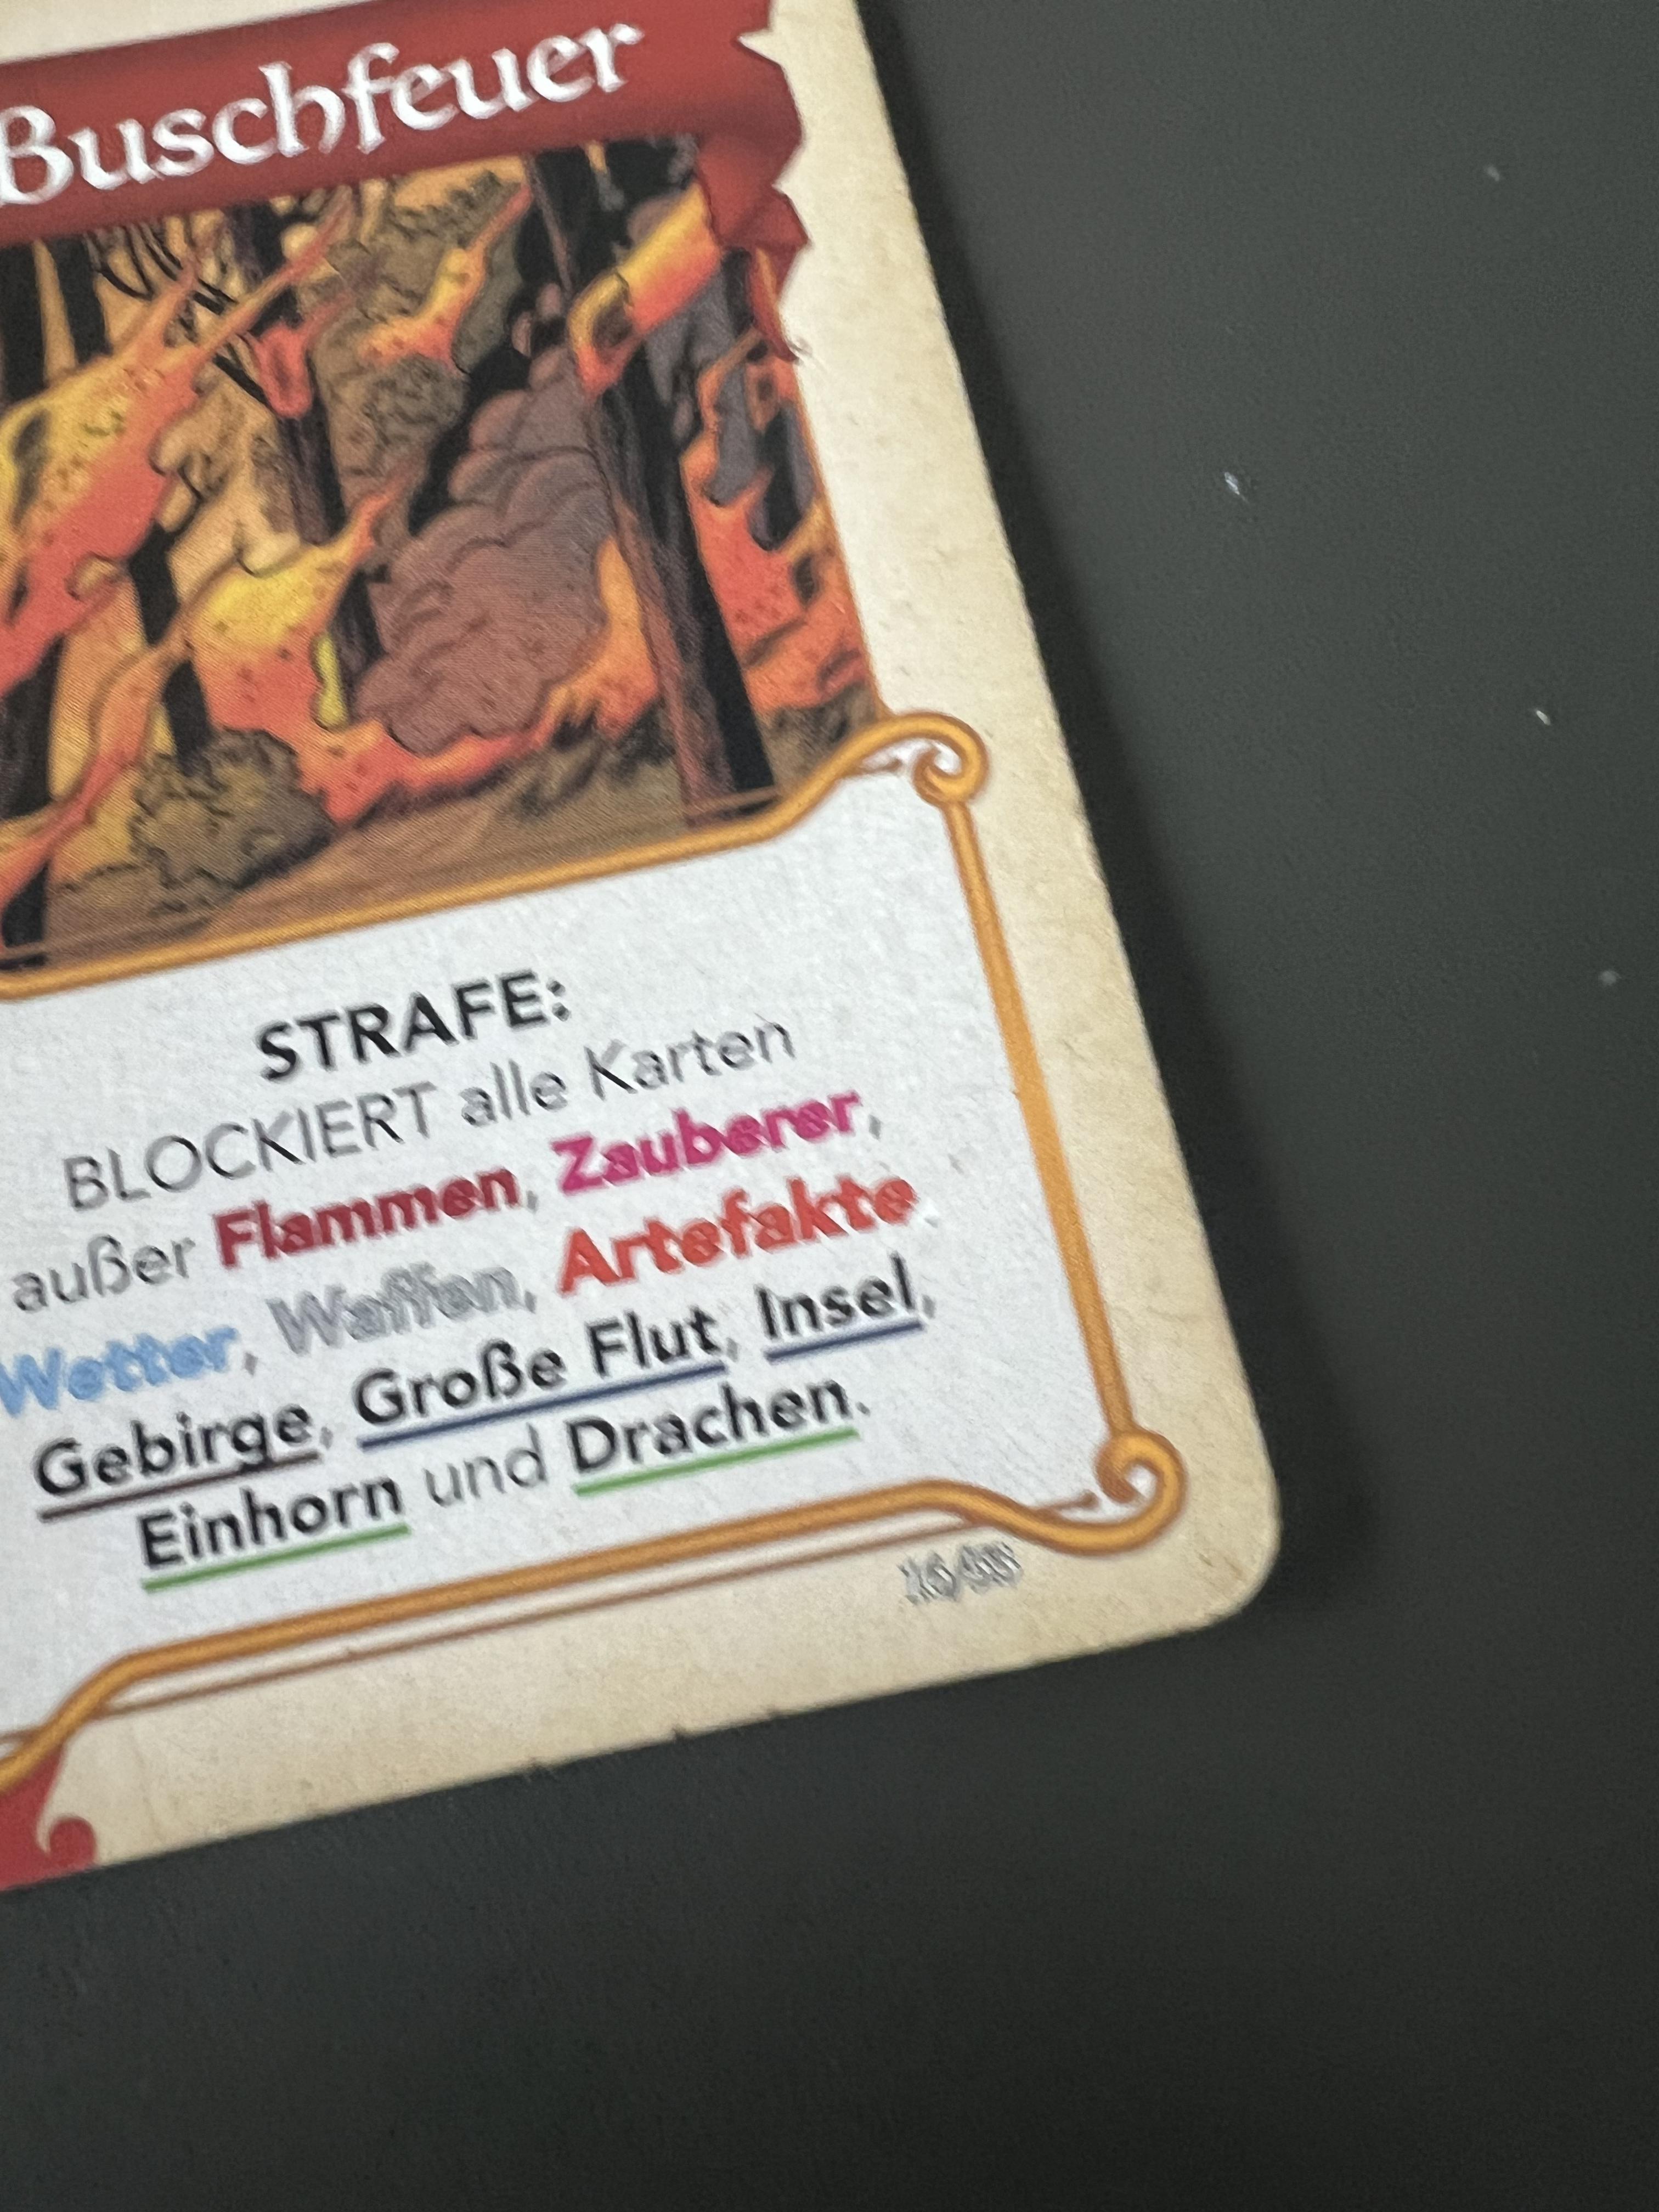 Buschfeuer
STRAFE:
BLOCKIERT alle Karten
außer Flammen, Zauberer,
Wetter, Waffen, Artefakte,
Gebirge, Große Flut, Insel,
Einhorn und Drachen.